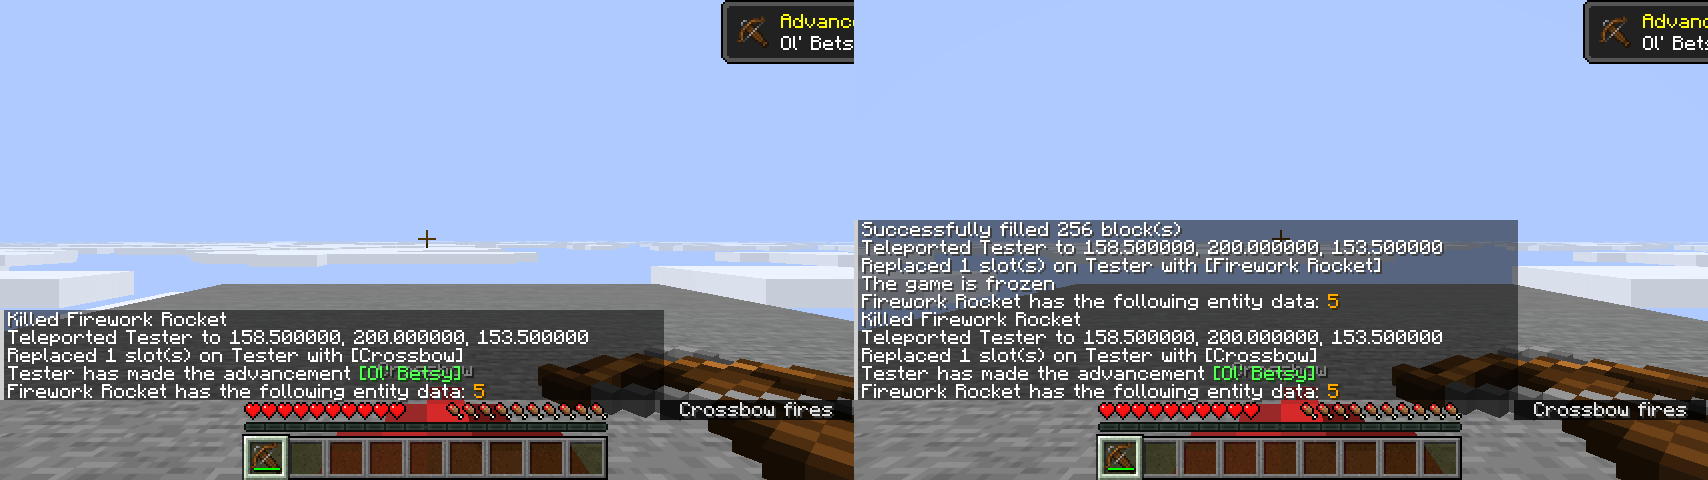 Advanc
Ol' Bets
Killed Firework Rocket
Teleported Tester to 158.500000, 200.000000, 153.500000
Replaced 1 slot(s) on Tester with [Crossbow]
Tester has made the advancement [Ol' Betsy]
Firework Rocket has the following entity data: 5
Crossbow fires
Advanc
Ol' Bets
Successfully filled 256 block(s)
Teleported Tester to 158.500000, 200.000000, 153.500000
Replaced 1 slot(s) on Tester with [Firework Rocket]
The game is frozen
Firework Rocket has the following entity data: 5
Killed Firework Rocket
Teleported Tester to 158.500000, 200.000000, 153.500000
Replaced 1 slot(s) on Tester with [Crossbow]
Tester has made the advancement [Ol' Betsy]
Firework Rocket has the following entity data: 5
Crossbow fires